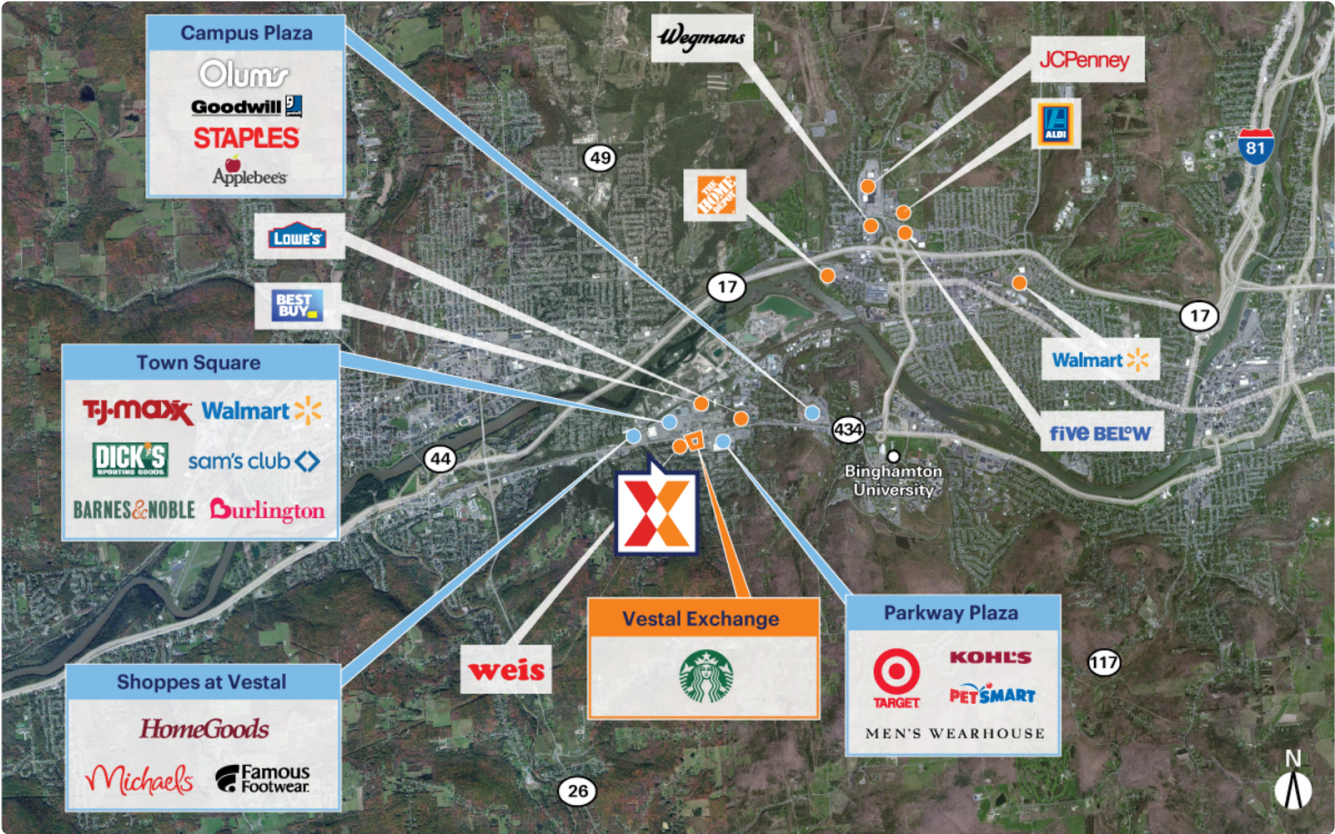 Campus Plaza
Olum's
Goodwill
STAPLES
Applebee's
Wegmans
JCPenney
ALDI
81
49
THE HOME DEPOT
LOWE'S
17
BEST BUY
17
Town Square
T·J·maxx Walmart
DICK'S
SPORTING GOODS
sam's club
BARNES & NOBLE Burlington
Walmart
five BELOW
434
44
Binghamton
University
Vestal Exchange
Parkway Plaza
TARGET
KOHL'S
PETSMART
MEN'S WEARHOUSE
117
weis
Shoppes at Vestal
HomeGoods
Michaels
Famous
Footwear.
26
N